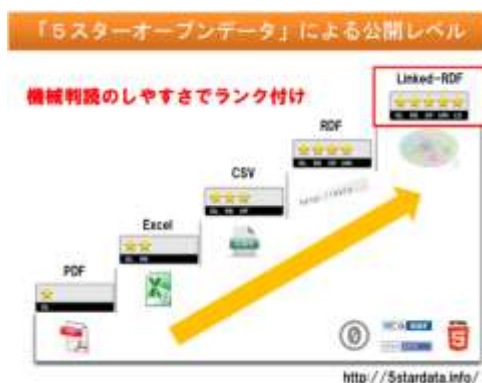 「５スターオープンデータ」による公開レベル
機械判読のしやすさでランク付け
Linked-RDF
RDF
CSV
Excel
PDF
http://5stardata.info/